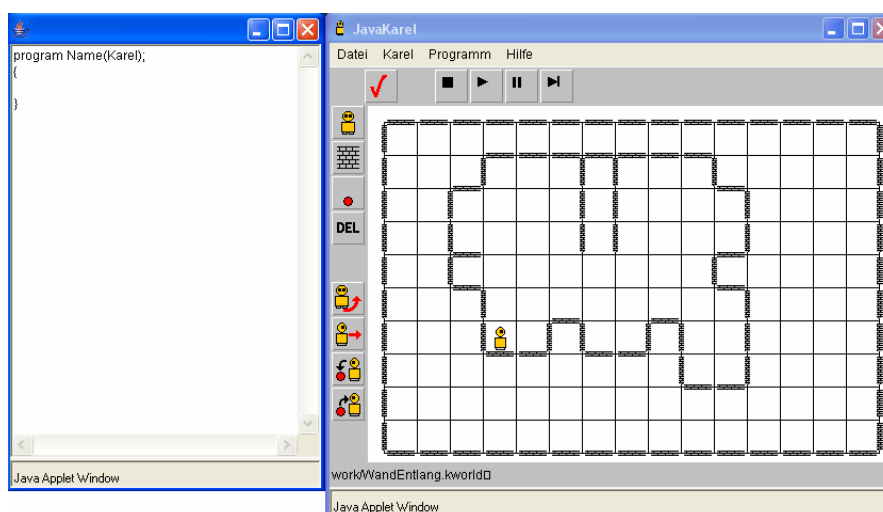 program Name(Karel);
{
}
Java Applet Window
JavaKarel
Datei Karel Programm Hilfe
DEL
work/WandEntlang.kworld
Java Applet Window